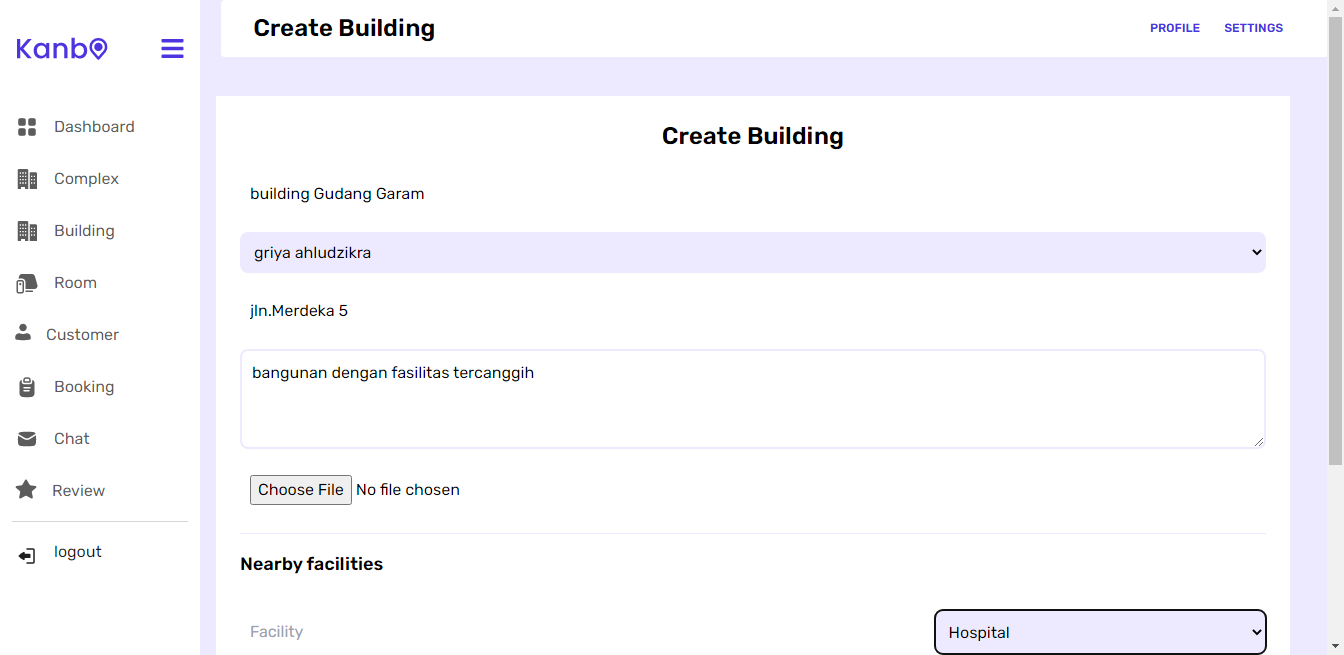 Kanbo
Create Building
PROFILE
SETTINGS
Dashboard
Complex
Building
Room
Customer
Booking
Chat
Review
logout
Create Building
building Gudang Garam
griya ahludzikra
jln.Merdeka 5
bangunan dengan fasilitas tercanggih
Choose File No file chosen
Nearby facilities
Facility
Hospital